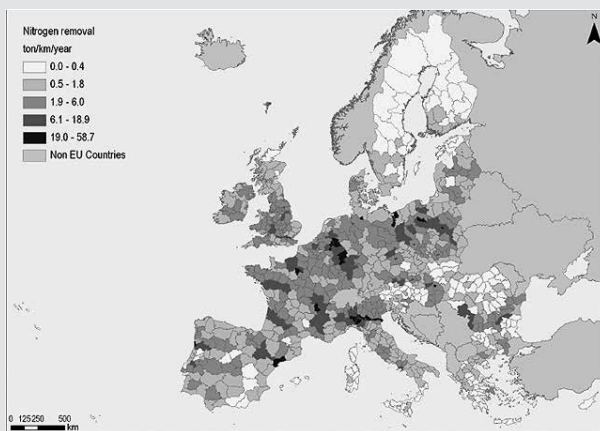 Nitrogen removal
ton/km/year
0.0 - 0.4
0.5 - 1.8
1.9 - 6.0
6.1 - 18.9
19.0 - 58.7
Non EU Countries
N
0 125250 500
km